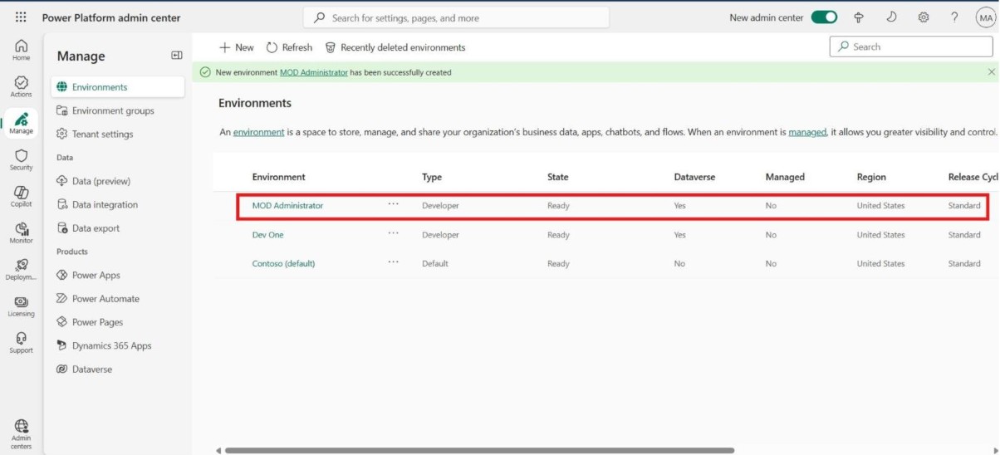 Power Platform admin center
Search for settings, pages, and more
New admin center
MA
Home
Actions
Manage
Security
Copilot
Monitor
Deploym...
Licensing
Support
Admin
centers
Manage
Environments
Environment groups
Tenant settings
Data
Data (preview)
Data integration
Data export
Products
Power Apps
Power Automate
Power Pages
Dynamics 365 Apps
Dataverse
New Refresh Recently deleted environments
Search
New environment MOD Administrator has been successfully created
Environments
An environment is a space to store, manage, and share your organization's business data, apps, chatbots, and flows. When an environment is managed, it allows you greater visibility and control.
Environment Type State Dataverse Managed Region Release Cycl
MOD Administrator ... Developer Ready Yes No United States Standard
Dev One ... Developer Ready Yes No United States Standard
Contoso (default) ... Default Ready No No United States Standard